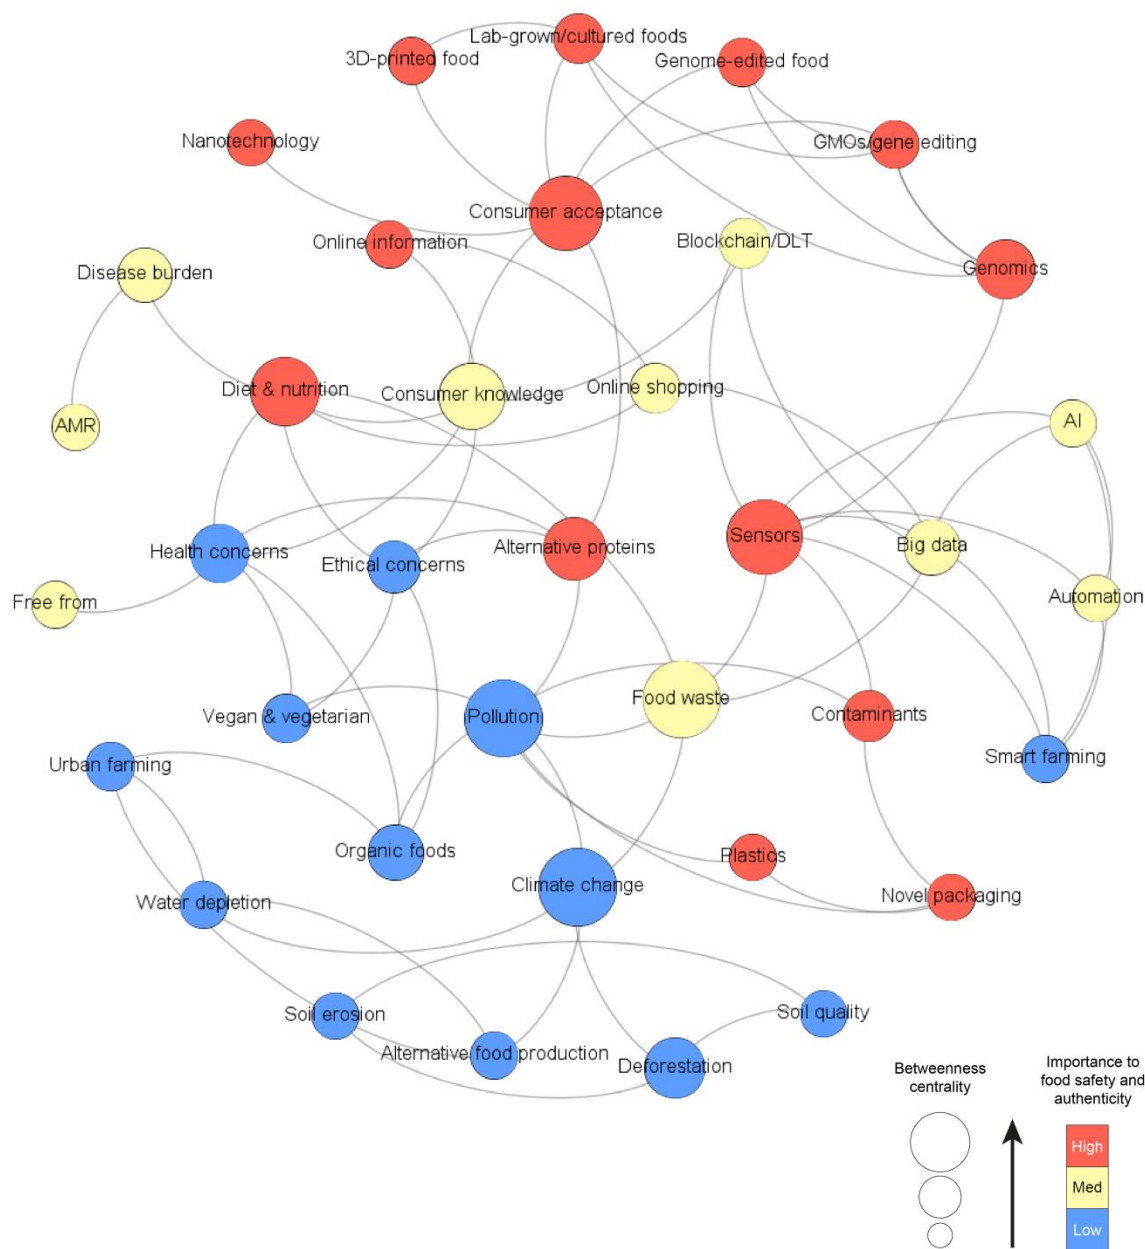 Lab-grown/cultured foods
3D-printed food
Genome-edited food
Nanotechnology
GMOs/gene editing
Consumer acceptance
Online information
Blockchain/DLT
Disease burden
Genomics
Diet & nutrition
Consumer knowledge
Online shopping
AMR
AI
Health concerns
Ethical concerns
Alternative proteins
Sensors
Big data
Free from
Automation
Vegan & vegetarian
Pollution
Food waste
Contaminants
Urban farming
Smart farming
Organic foods
Plastics
Climate change
Water depletion
Novel packaging
Soil erosion
Soil quality
Alternative food production
Deforestation
Betweenness
centrality
Importance to
food safety and
authenticity
High
Med
Low